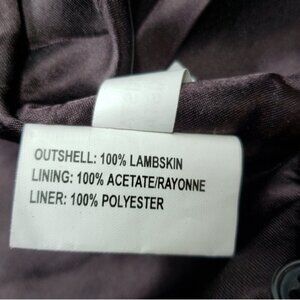 OUTSHELL: 100% LAMBSKIN
LINING: 100% ACETATE/RAYONNE
LINER: 100% POLYESTER